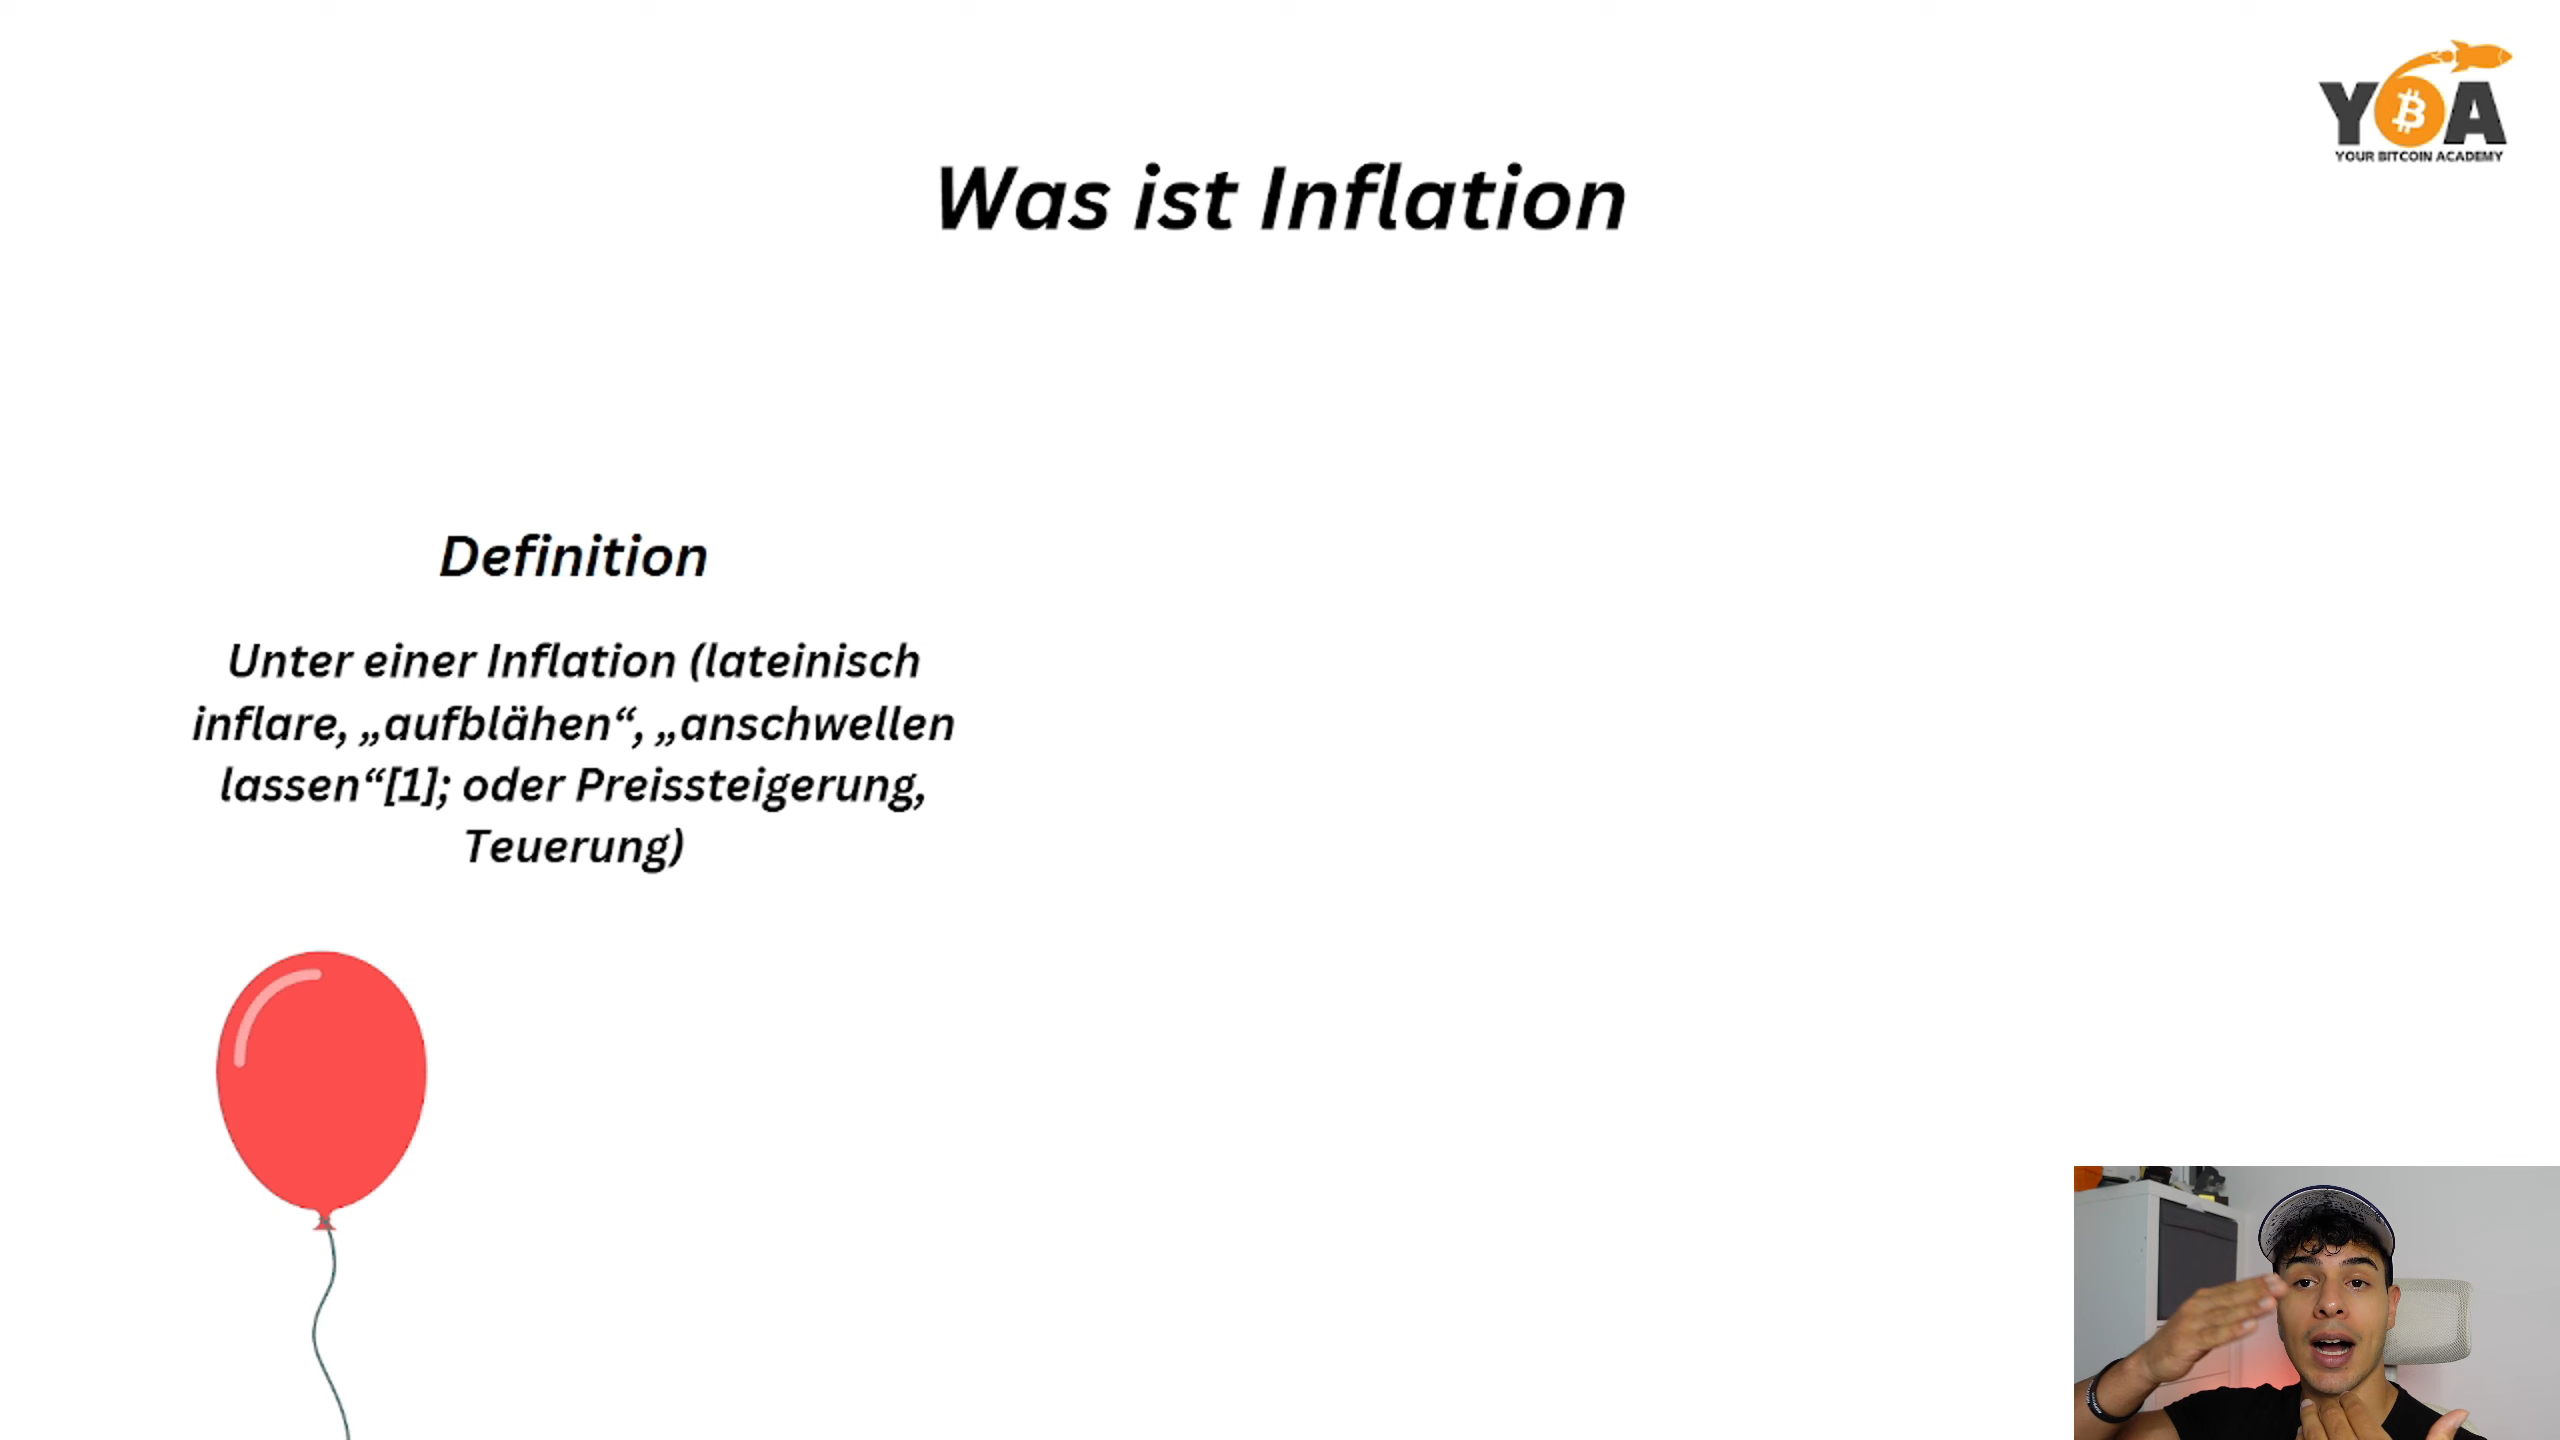 YBA
YOUR BITCOIN ACADEMY
Was ist Inflation
Definition
Unter einer Inflation (lateinisch
inflare, „aufblähen“, „anschwellen
lassen“[1]; oder Preissteigerung,
Teuerung)